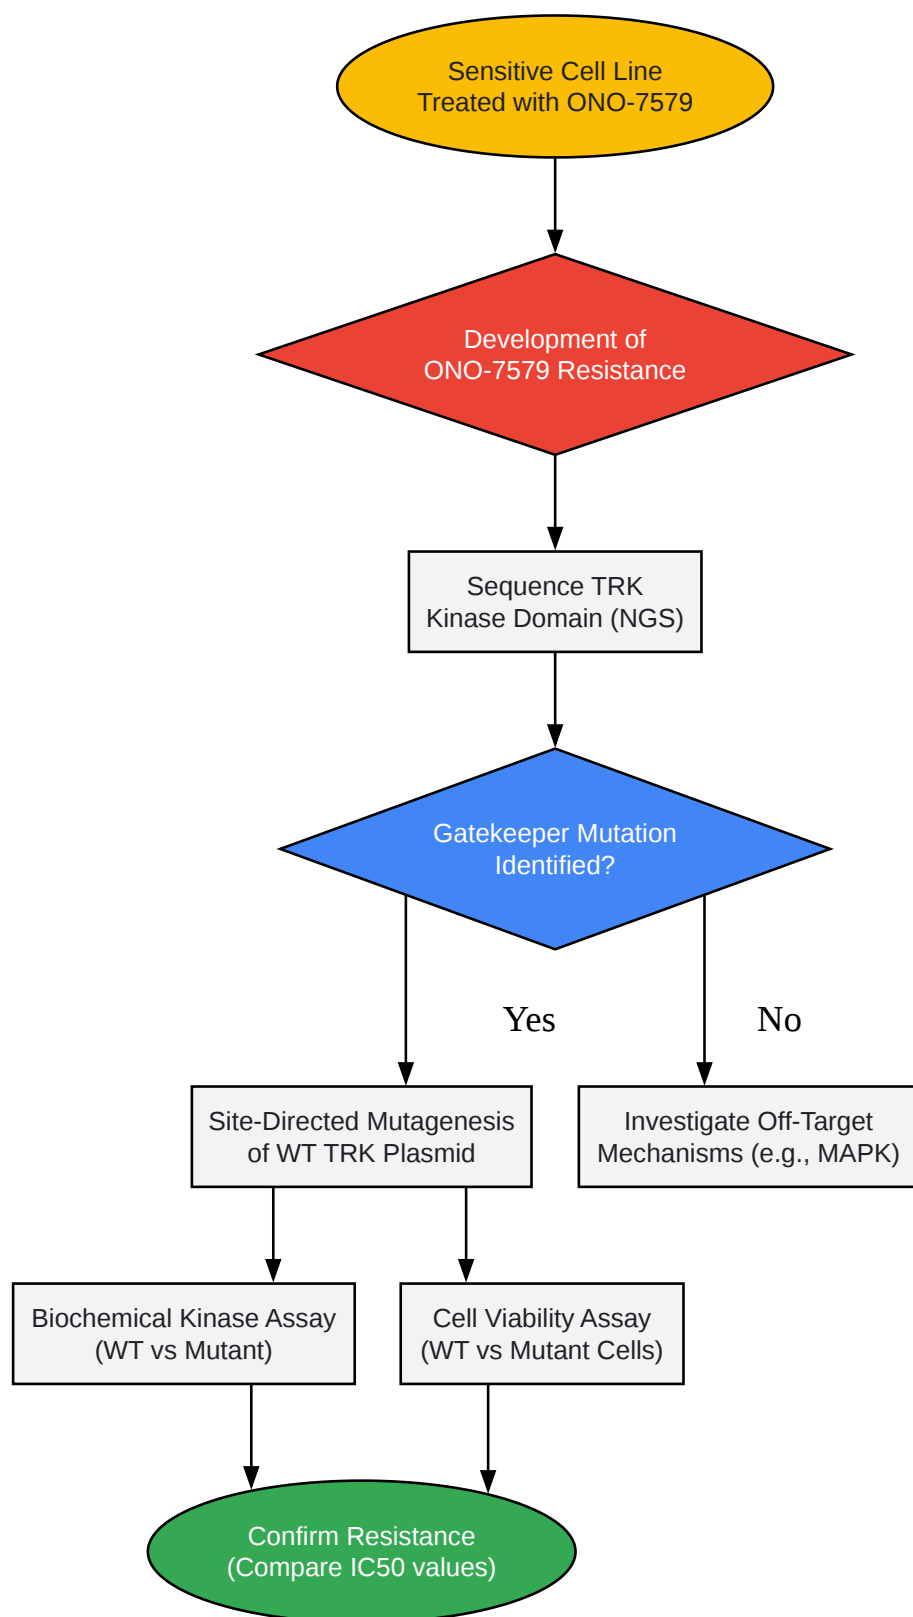 Sensitive Cell Line
Treated with ONO-7579
Development of
ONO-7579 Resistance
Sequence TRK
Kinase Domain (NGS)
Gatekeeper Mutation
Identified?
Yes
No
Site-Directed Mutagenesis
of WT TRK Plasmid
Investigate Off-Target
Mechanisms (e.g., MAPK)
Biochemical Kinase Assay
(WT vs Mutant)
Cell Viability Assay
(WT vs Mutant Cells)
Confirm Resistance
(Compare IC50 values)